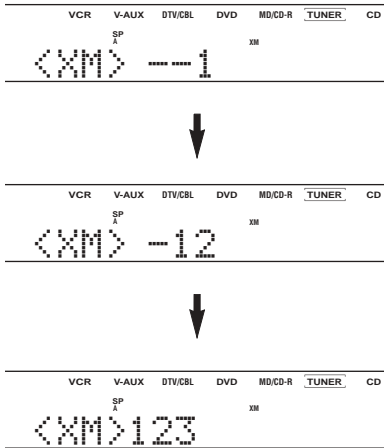 VCR V-AUX DTV/CBL DVD MD/CD-R TUNER CD
SP
A XM
<XM> ---1
VCR V-AUX DTV/CBL DVD MD/CD-R TUNER CD
SP
A XM
<XM> -12
VCR V-AUX DTV/CBL DVD MD/CD-R TUNER CD
SP
A XM
<XM>123